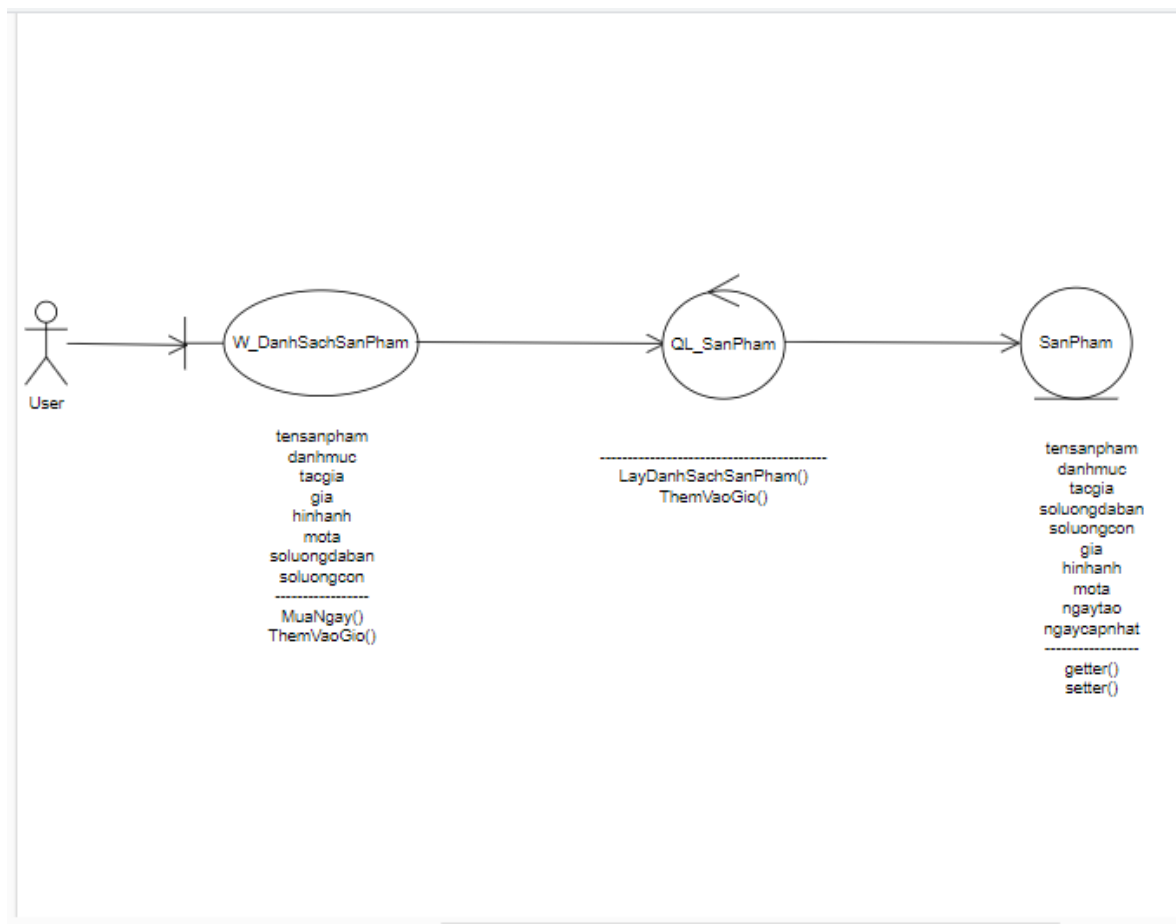 User
W_DanhSachSanPham
tensanpham
danhmuc
tacgia
gia
hinhanh
mota
soluongdaban
soluongcon
-----------------
MuaNgay()
ThemVaoGio()
QL_SanPham
-----------------------------------------
LayDanhSachSanPham()
ThemVaoGio()
SanPham
tensanpham
danhmuc
tacgia
soluongdaban
soluongcon
gia
hinhanh
mota
ngaytao
ngaycapnhat
-----------------
getter()
setter()